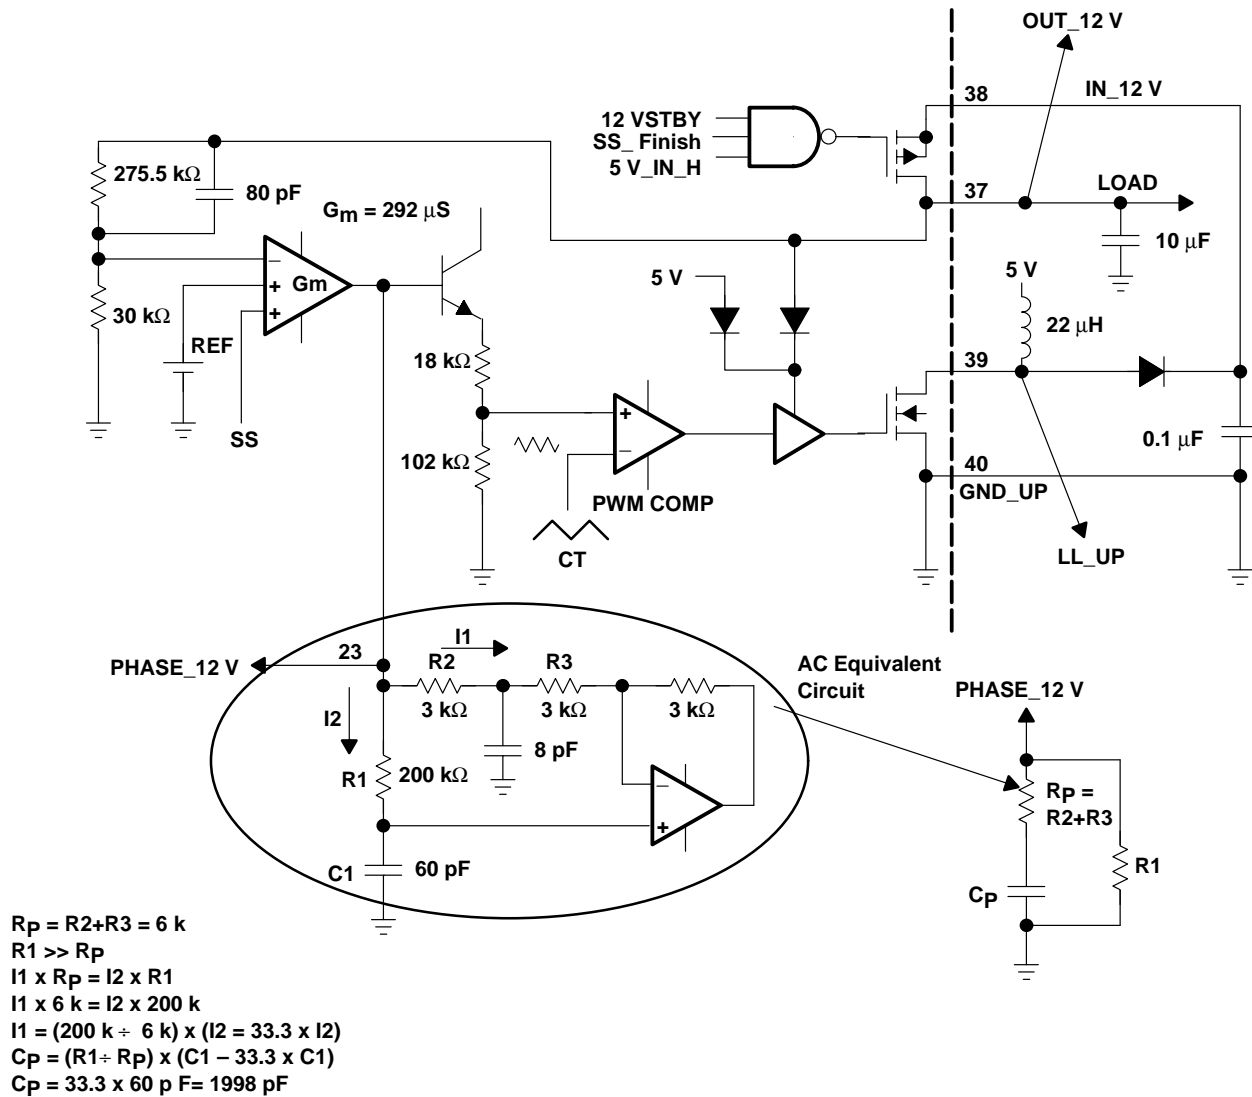 OUT_12 V
38
IN_12 V
12 VSTBY
SS_ Finish
5 V_IN_H
275.5 kΩ
80 pF
37
LOAD
Gm = 292 μS
10 μF
–
+
+
Gm
5 V
5 V
30 kΩ
REF
22 μH
18 kΩ
39
SS
+
–
102 kΩ
0.1 μF
40
GND_UP
PWM COMP
CT
LL_UP
I1
23
PHASE_12 V
R2
R3
AC Equivalent
Circuit
PHASE_12 V
3 kΩ
3 kΩ
3 kΩ
I2
8 pF
R1
200 kΩ
–
+
RP =
R2+R3
R1
C1
60 pF
CP
RP = R2+R3 = 6 k
R1 >> RP
I1 x RP = I2 x R1
I1 x 6 k = I2 x 200 k
I1 = (200 k ÷ 6 k) x (I2 = 33.3 x I2)
CP = (R1÷ RP) x (C1 – 33.3 x C1)
CP = 33.3 x 60 p F= 1998 pF